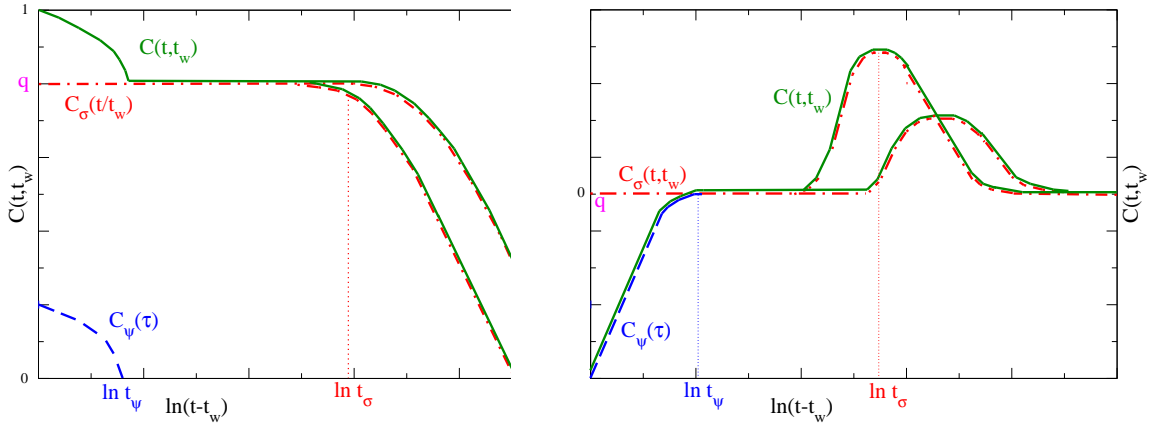 1
C(t,t_w)
q
C_σ(t/t_w)
C(t,t_w)
C_ψ(τ)
0
ln t_ψ
ln t_σ
ln(t-t_w)
C(t,t_w)
C_σ(t,t_w)
0
q
C(t,t_w)
C_ψ(τ)
ln t_ψ
ln t_σ
ln(t-t_w)